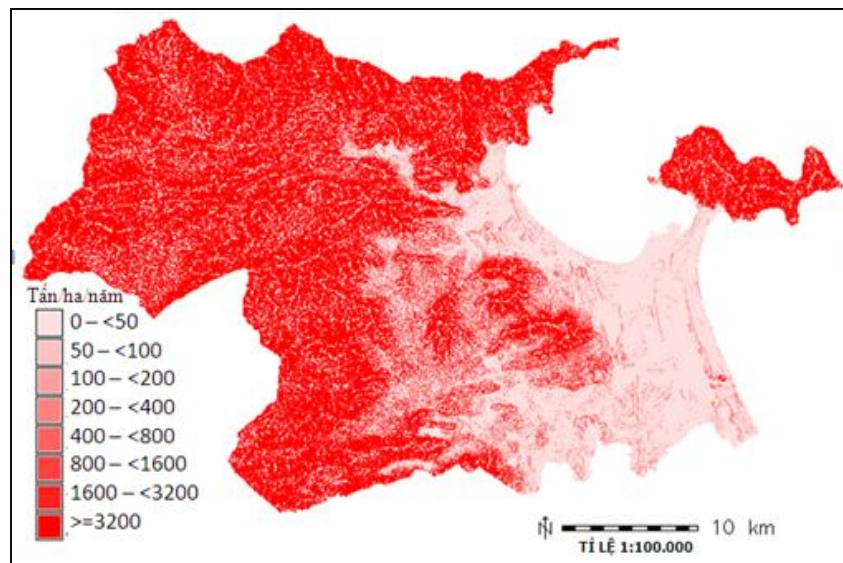 Tấn/ha/năm
0 – <50
50 – <100
100 – <200
200 – <400
400 – <800
800 – <1600
1600 – <3200
>=3200
N 10 km
TỈ LỆ 1:100.000